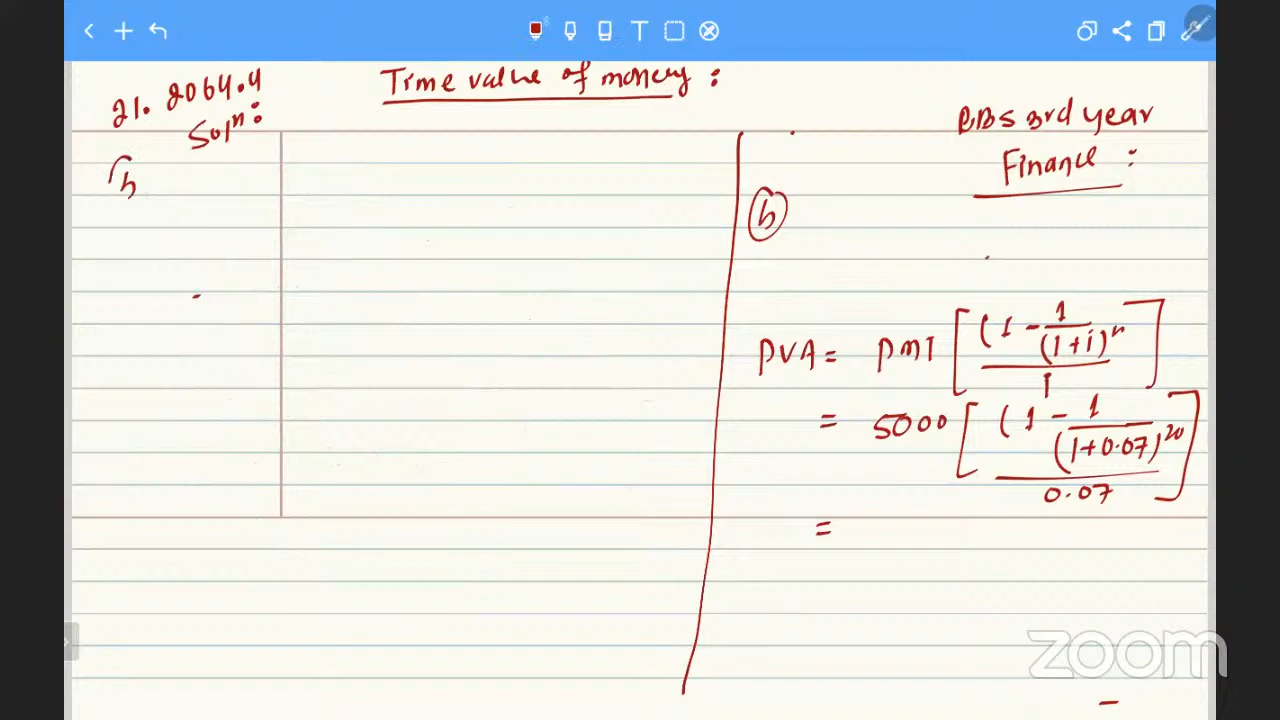 Time value of money :
21. 2064.4
Solⁿ:
b
BBS 3rd year
Finance :
b
PVA = PMT [ (1 - 1/(1+i)ⁿ / i ]
= 5000 [ (1 - 1/(1+0.07)²⁰ / 0.07 ]
=
zoom